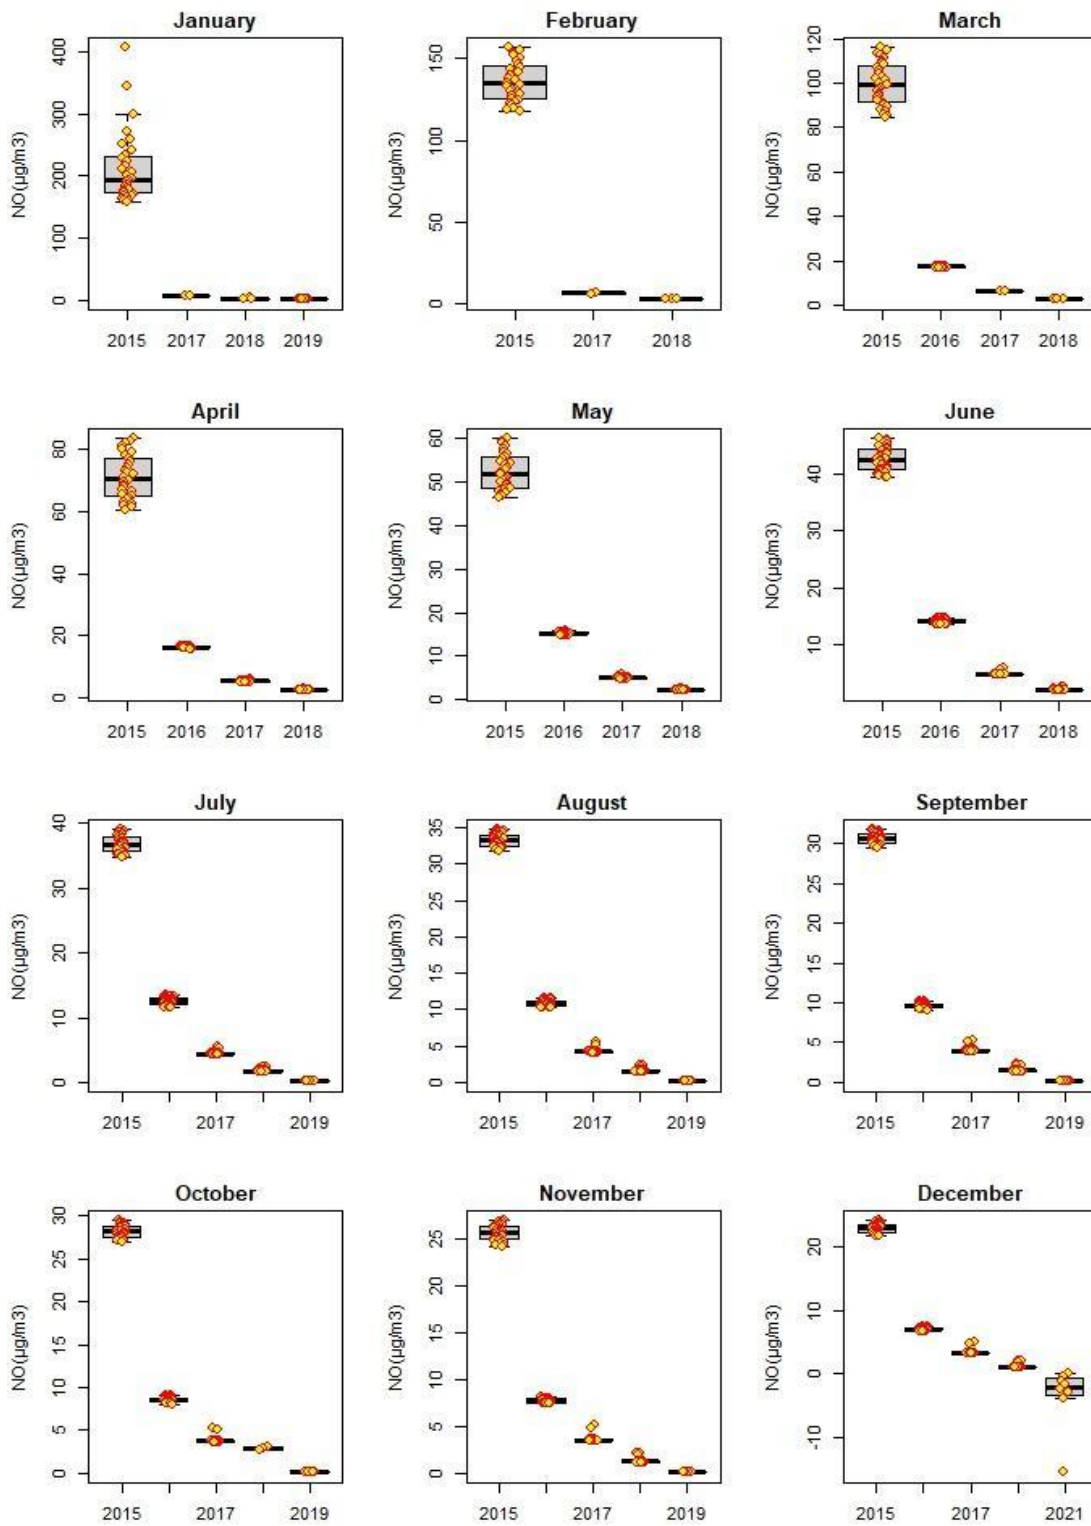 January
NO(µg/m3)
400
300
200
100
0
2015 2017 2018 2019
February
NO(µg/m3)
150
100
50
0
2015 2017 2018
March
NO(µg/m3)
120
100
80
60
40
20
0
2015 2016 2017 2018
April
NO(µg/m3)
80
60
40
20
0
2015 2016 2017 2018
May
NO(µg/m3)
60
50
40
30
20
10
0
2015 2016 2017 2018
June
NO(µg/m3)
40
30
20
10
2015 2016 2017 2018
July
NO(µg/m3)
40
30
20
10
0
2015 2017 2019
August
NO(µg/m3)
35
30
25
20
15
10
5
0
2015 2017 2019
September
NO(µg/m3)
30
25
20
15
10
5
0
2015 2017 2019
October
NO(µg/m3)
30
25
20
15
10
5
0
2015 2017 2019
November
NO(µg/m3)
25
20
15
10
5
0
2015 2017 2019
December
NO(µg/m3)
20
10
0
-10
2015 2017 2021